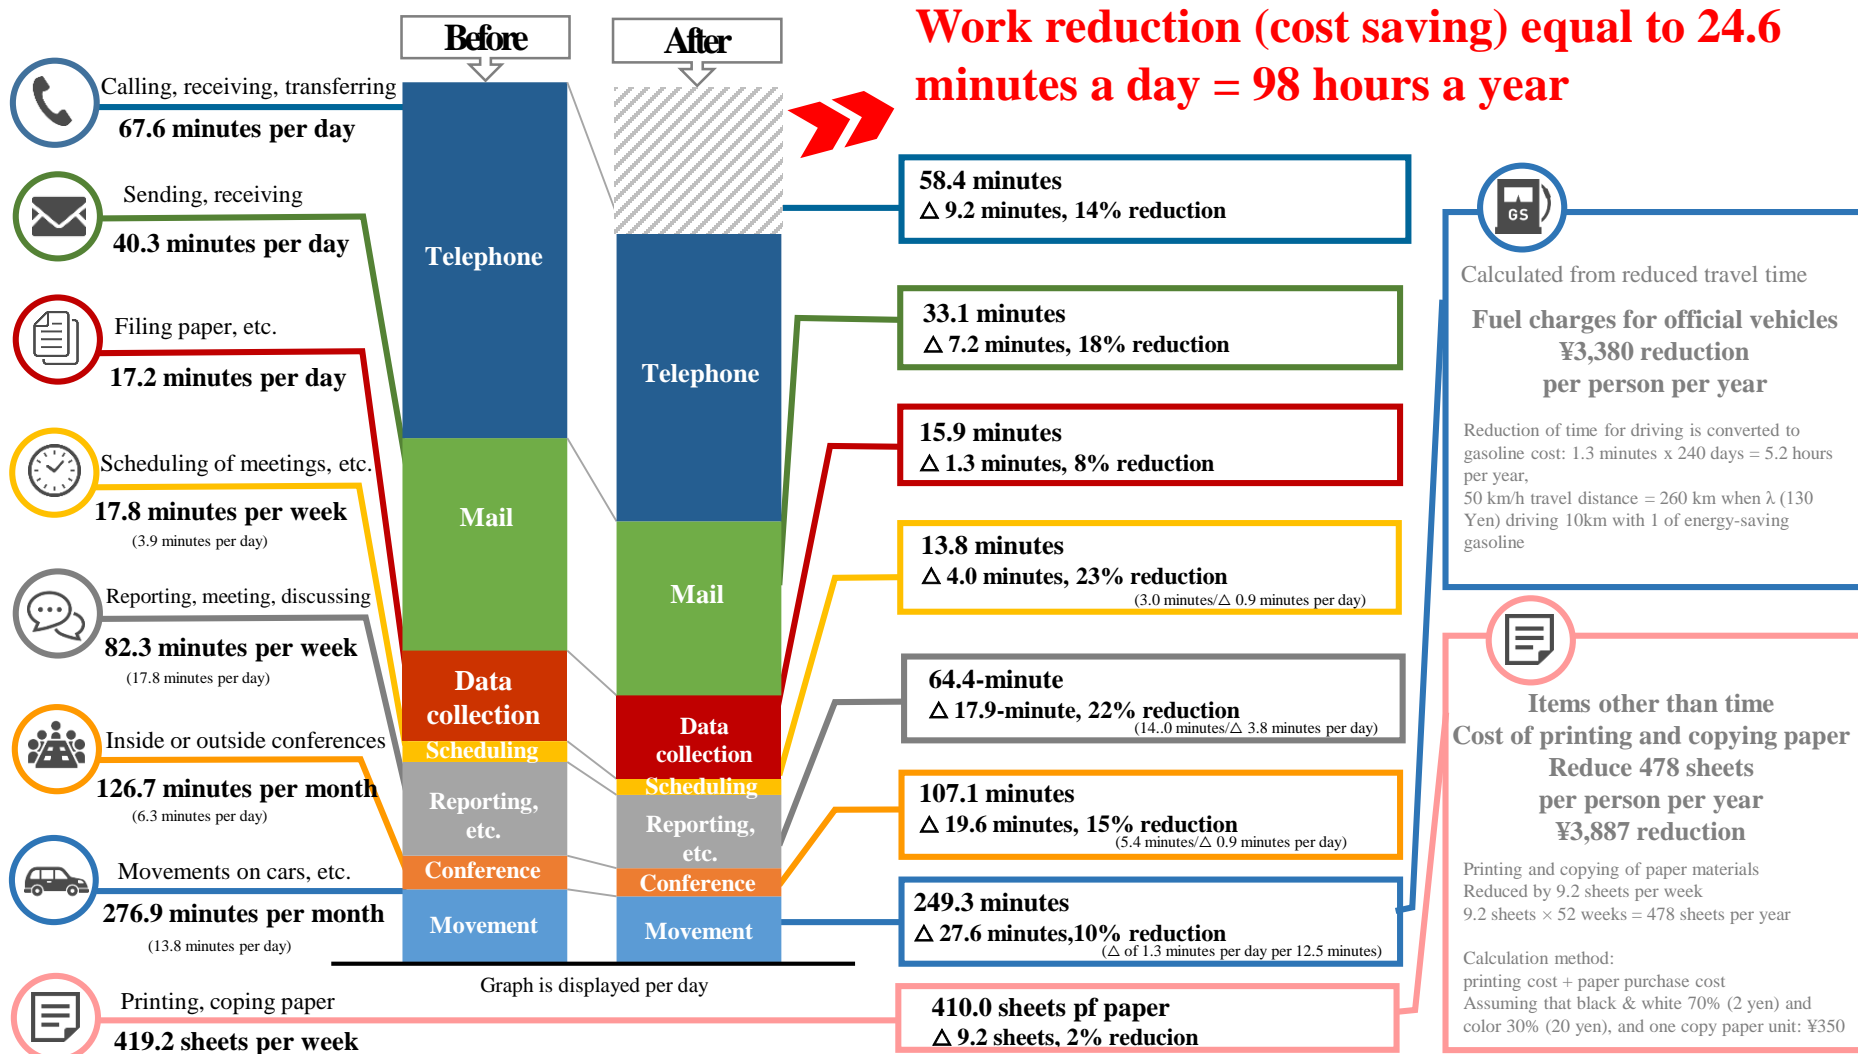 Before
After
Work reduction (cost saving) equal to 24.6
minutes a day = 98 hours a year
Calling, receiving, transferring
67.6 minutes per day
Sending, receiving
40.3 minutes per day
Filing paper, etc.
17.2 minutes per day
Scheduling of meetings, etc.
17.8 minutes per week
(3.9 minutes per day)
Reporting, meeting, discussing
82.3 minutes per week
(17.8 minutes per day)
Inside or outside conferences
126.7 minutes per month
(6.3 minutes per day)
Movements on cars, etc.
276.9 minutes per month
(13.8 minutes per day)
Printing, coping paper
419.2 sheets per week
Telephone
Mail
Data
collection
Scheduling
Reporting,
etc.
Conference
Movement
Telephone
Mail
Data
collection
Scheduling
Reporting,
etc.
Conference
Movement
Graph is displayed per day
58.4 minutes
△ 9.2 minutes, 14% reduction
33.1 minutes
△ 7.2 minutes, 18% reduction
15.9 minutes
△ 1.3 minutes, 8% reduction
13.8 minutes
△ 4.0 minutes, 23% reduction
(3.0 minutes/△ 0.9 minutes per day)
64.4-minute
△ 17.9-minute, 22% reduction
(14..0 minutes/△ 3.8 minutes per day)
107.1 minutes
△ 19.6 minutes, 15% reduction
(5.4 minutes/△ 0.9 minutes per day)
249.3 minutes
△ 27.6 minutes,10% reduction
(△ of 1.3 minutes per day per 12.5 minutes)
410.0 sheets pf paper
△ 9.2 sheets, 2% reducion
GS
Calculated from reduced travel time
Fuel charges for official vehicles
¥3,380 reduction
per person per year
Reduction of time for driving is converted to
gasoline cost: 1.3 minutes x 240 days = 5.2 hours
per year,
50 km/h travel distance = 260 km when λ (130
Yen) driving 10km with 1 of energy-saving
gasoline
Items other than time
Cost of printing and copying paper
Reduce 478 sheets
per person per year
¥3,887 reduction
Printing and copying of paper materials
Reduced by 9.2 sheets per week
9.2 sheets × 52 weeks = 478 sheets per year
Calculation method:
printing cost + paper purchase cost
Assuming that black & white 70% (2 yen) and
color 30% (20 yen), and one copy paper unit: ¥350